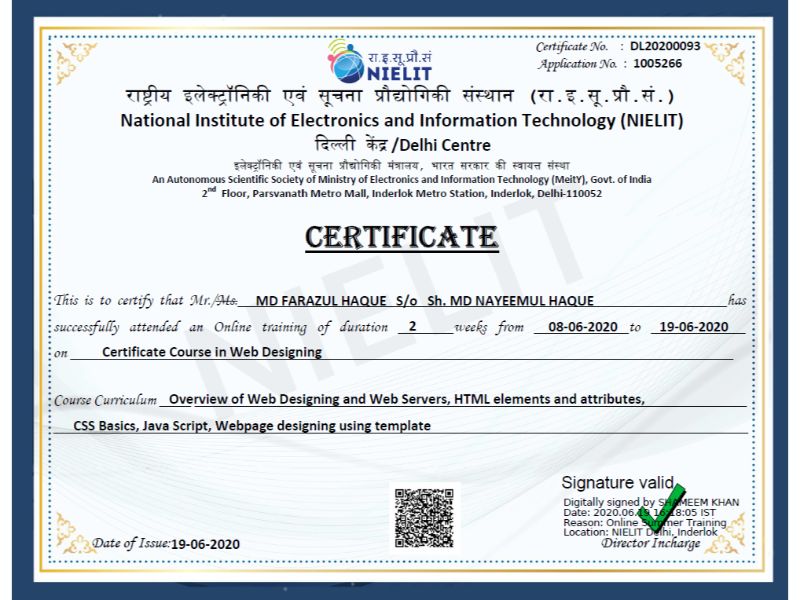 Certificate No. : DL20200093
Application No. : 1005266
रा.इ.सू.प्रौ.सं
NIELIT
राष्ट्रीय इलेक्ट्रॉनिकी एवं सूचना प्रौद्योगिकी संस्थान (रा.इ.सू.प्रौ.सं.)
National Institute of Electronics and Information Technology (NIELIT)
दिल्ली केंद्र /Delhi Centre
इलेक्ट्रॉनिकी एवं सूचना प्रौद्योगिकी मंत्रालय, भारत सरकार की स्वायत्त संस्था
An Autonomous Scientific Society of Ministry of Electronics and Information Technology (MeitY), Govt. of India
2nd Floor, Parsvanath Metro Mall, Inderlok Metro Station, Inderlok, Delhi-110052
CERTIFICATE
NIELIT
This is to certify that Mr./Ms. MD FARAZUL HAQUE S/o Sh. MD NAYEEMUL HAQUE has
successfully attended an Online training of duration 2 weeks from 08-06-2020 to 19-06-2020
on Certificate Course in Web Designing
Course Curriculum Overview of Web Designing and Web Servers, HTML elements and attributes,
CSS Basics, Java Script, Webpage designing using template
Signature valid
Digitally signed by SHAMEEM KHAN
Date: 2020.06.19 16:18:05 IST
Reason: Online Summer Training
Location: NIELIT Delhi, Inderlok
Date of Issue:19-06-2020
Director Incharge